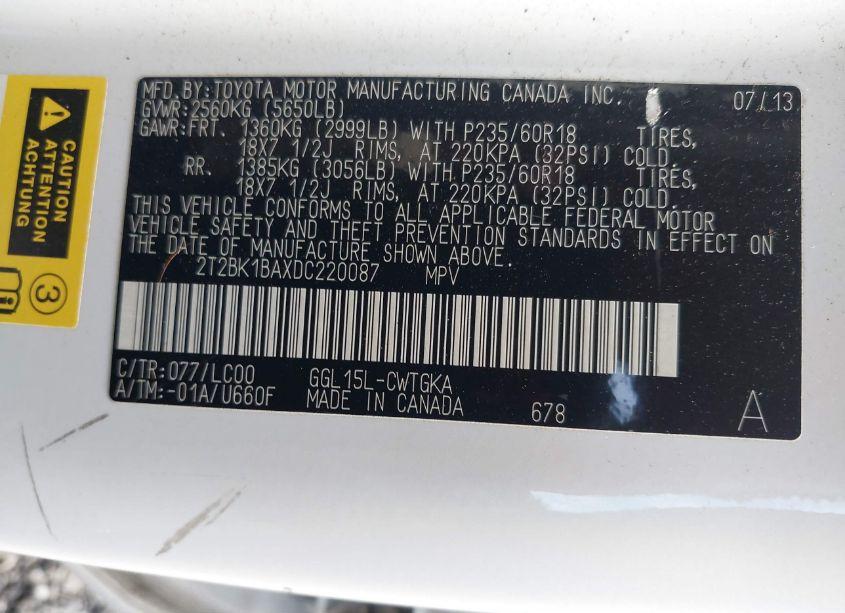 MFD.BY:TOYOTA MOTOR MANUFACTURING CANADA INC. 07/13
GVWR:2560KG (5650LB)
GAWR:FRT. 1360KG (2999LB) WITH P235/60R18 TIRES,
18X7 1/2J RIMS, AT 220KPA (32PSI) COLD.
RR. 1385KG (3056LB) WITH P235/60R18 TIRES,
18X7 1/2J RIMS, AT 220KPA (32PSI) COLD.
THIS VEHICLE CONFORMS TO ALL APPLICABLE FEDERAL MOTOR
VEHICLE SAFETY AND THEFT PREVENTION STANDARDS IN EFFECT ON
THE DATE OF MANUFACTURE SHOWN ABOVE.
2T2BK1BAXDC220087 MPV
C/TR:077/LC00 GGL15L-CWTGKA
A/TM:-01A/U660F MADE IN CANADA 678 A
CAUTION
ATTENTION
ACHTUNG
3